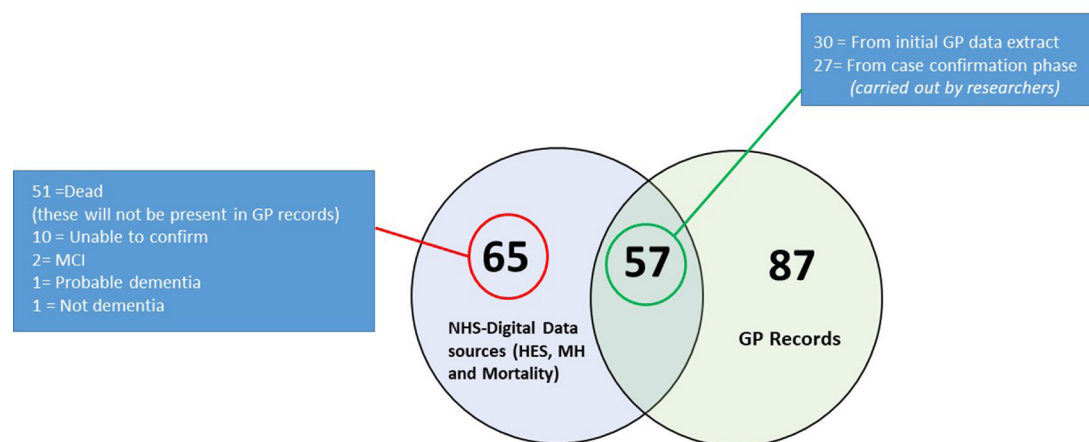 30 = From initial GP data extract
27= From case confirmation phase
(carried out by researchers)
51 =Dead
(these will not be present in GP records)
10 = Unable to confirm
2= MCI
1= Probable dementia
1 = Not dementia
65
57
87
NHS-Digital Data
sources (HES, MH
and Mortality)
GP Records